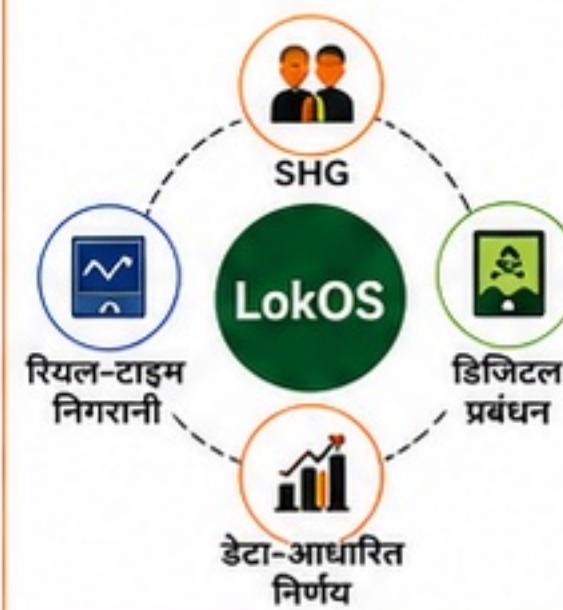 SHG
LokOS
रियल-टाइम
निगरानी
डिजिटल
प्रबंधन
डेटा-आधारित
निर्णय